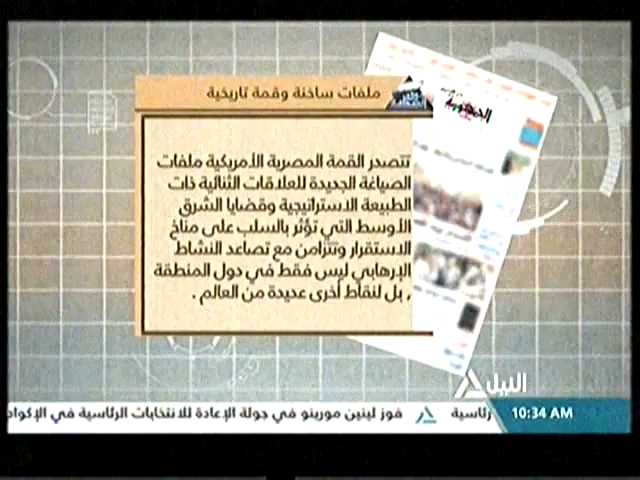 ملفات ساخنة وقمة تاريخية
الجمهورية
تتصدر القمة المصرية الأمريكية ملفات
الصياغة الجديدة للعلاقات الثنائية ذات
الطبيعة الاستراتيجية وقضايا الشرق
الأوسط التي تؤثر بالسلب على مناخ
الاستقرار وتتزامن مع تصاعد النشاط
الإرهابي ليس فقط في دول المنطقة
, بل لنقاط أخرى عديدة من العالم .
النيل
10:34 AM
رئاسية
فوز لينين مورينو في جولة الإعادة للانتخابات الرئاسية في الإكواد